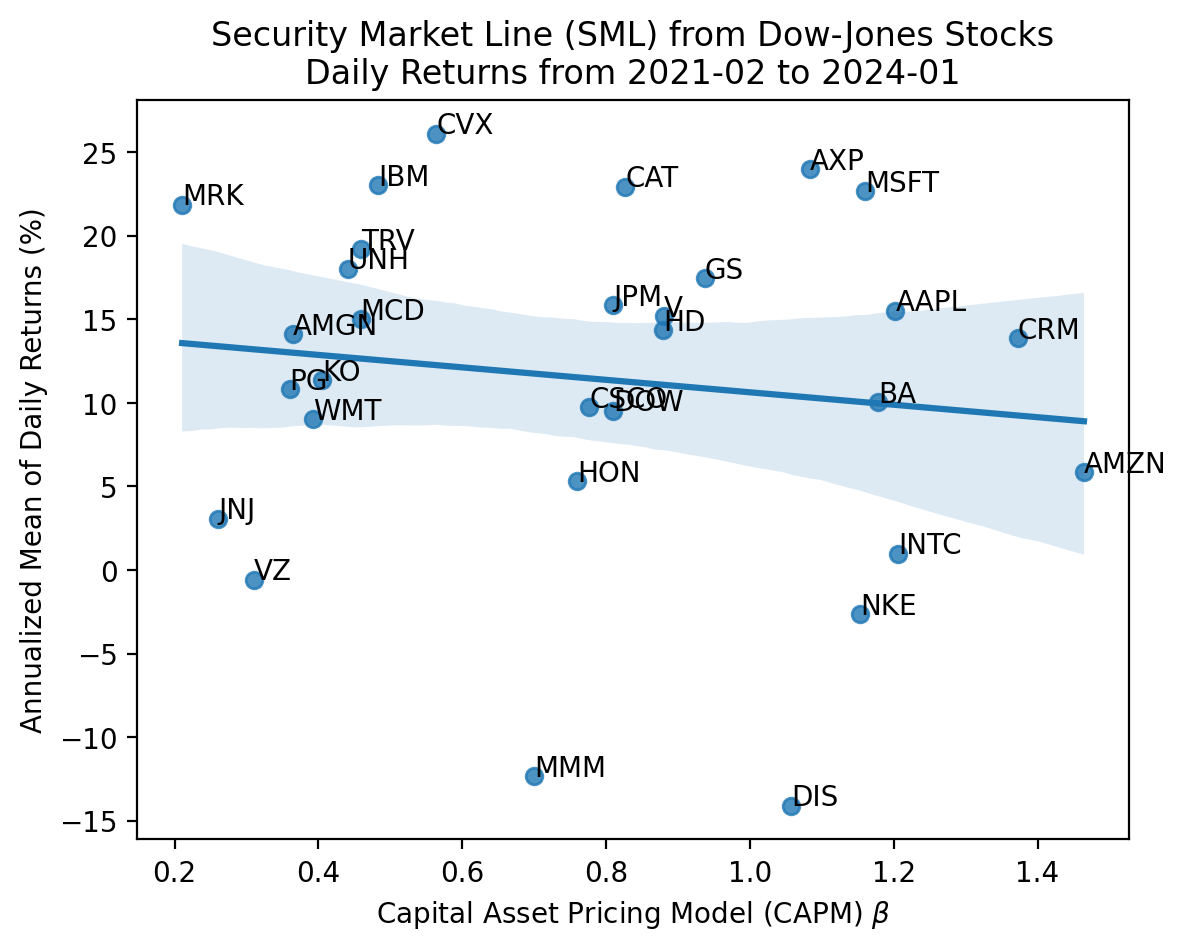 Security Market Line (SML) from Dow-Jones Stocks
Daily Returns from 2021-02 to 2024-01
Annualized Mean of Daily Returns (%)
25
20
15
10
5
0
−5
−10
−15
CVX
AXP
IBM
CAT
MSFT
MRK
TRV
UNH
GS
JPM
V
HD
AAPL
MCD
AMGN
CRM
KO
PG
WMT
CSCO
DOW
BA
HON
AMZN
JNJ
VZ
INTC
NKE
MMM
DIS
0.2 0.4 0.6 0.8 1.0 1.2 1.4
Capital Asset Pricing Model (CAPM) β